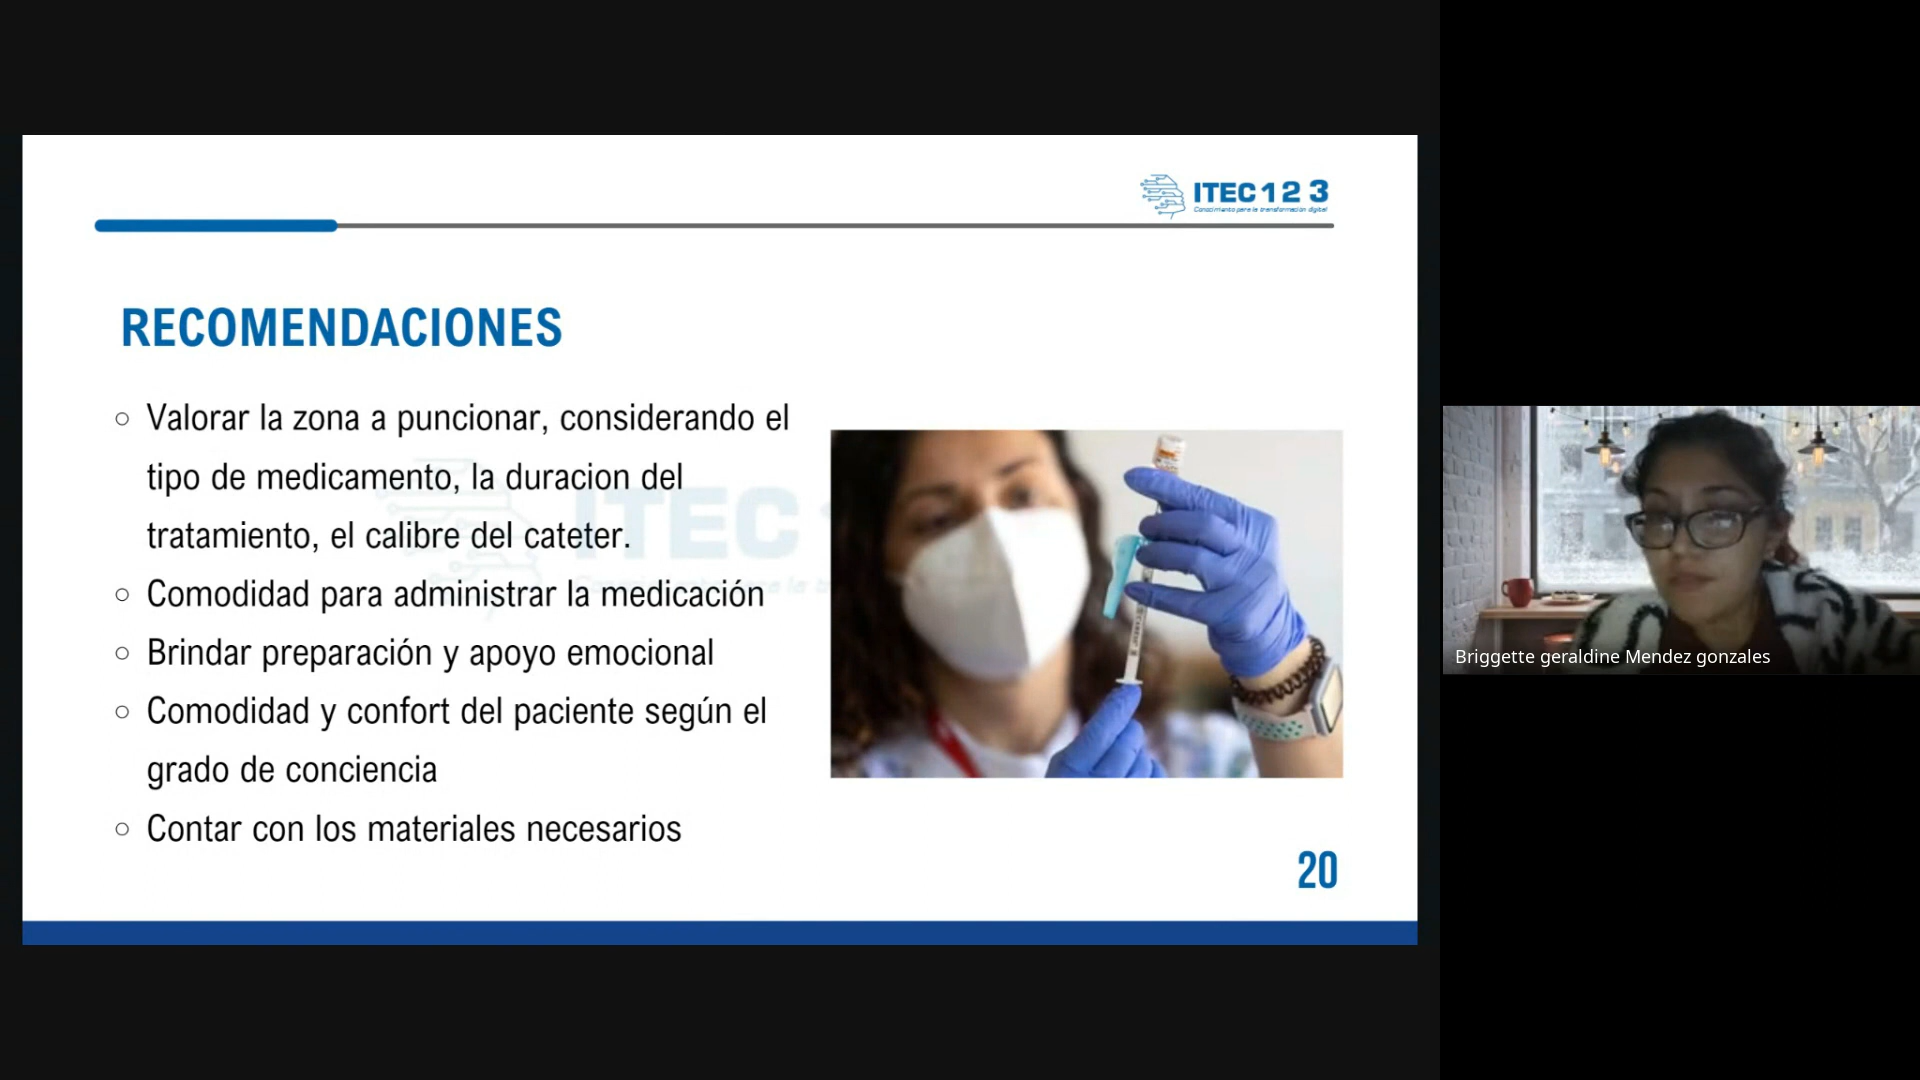 ITEC 1 2 3
Conocimiento para la transformación digital
RECOMENDACIONES
○ Valorar la zona a puncionar, considerando el
tipo de medicamento, la duracion del
tratamiento, el calibre del cateter.
○ Comodidad para administrar la medicación
○ Brindar preparación y apoyo emocional
○ Comodidad y confort del paciente según el
grado de conciencia
○ Contar con los materiales necesarios
ITEC
20
Briggette geraldine Mendez gonzales